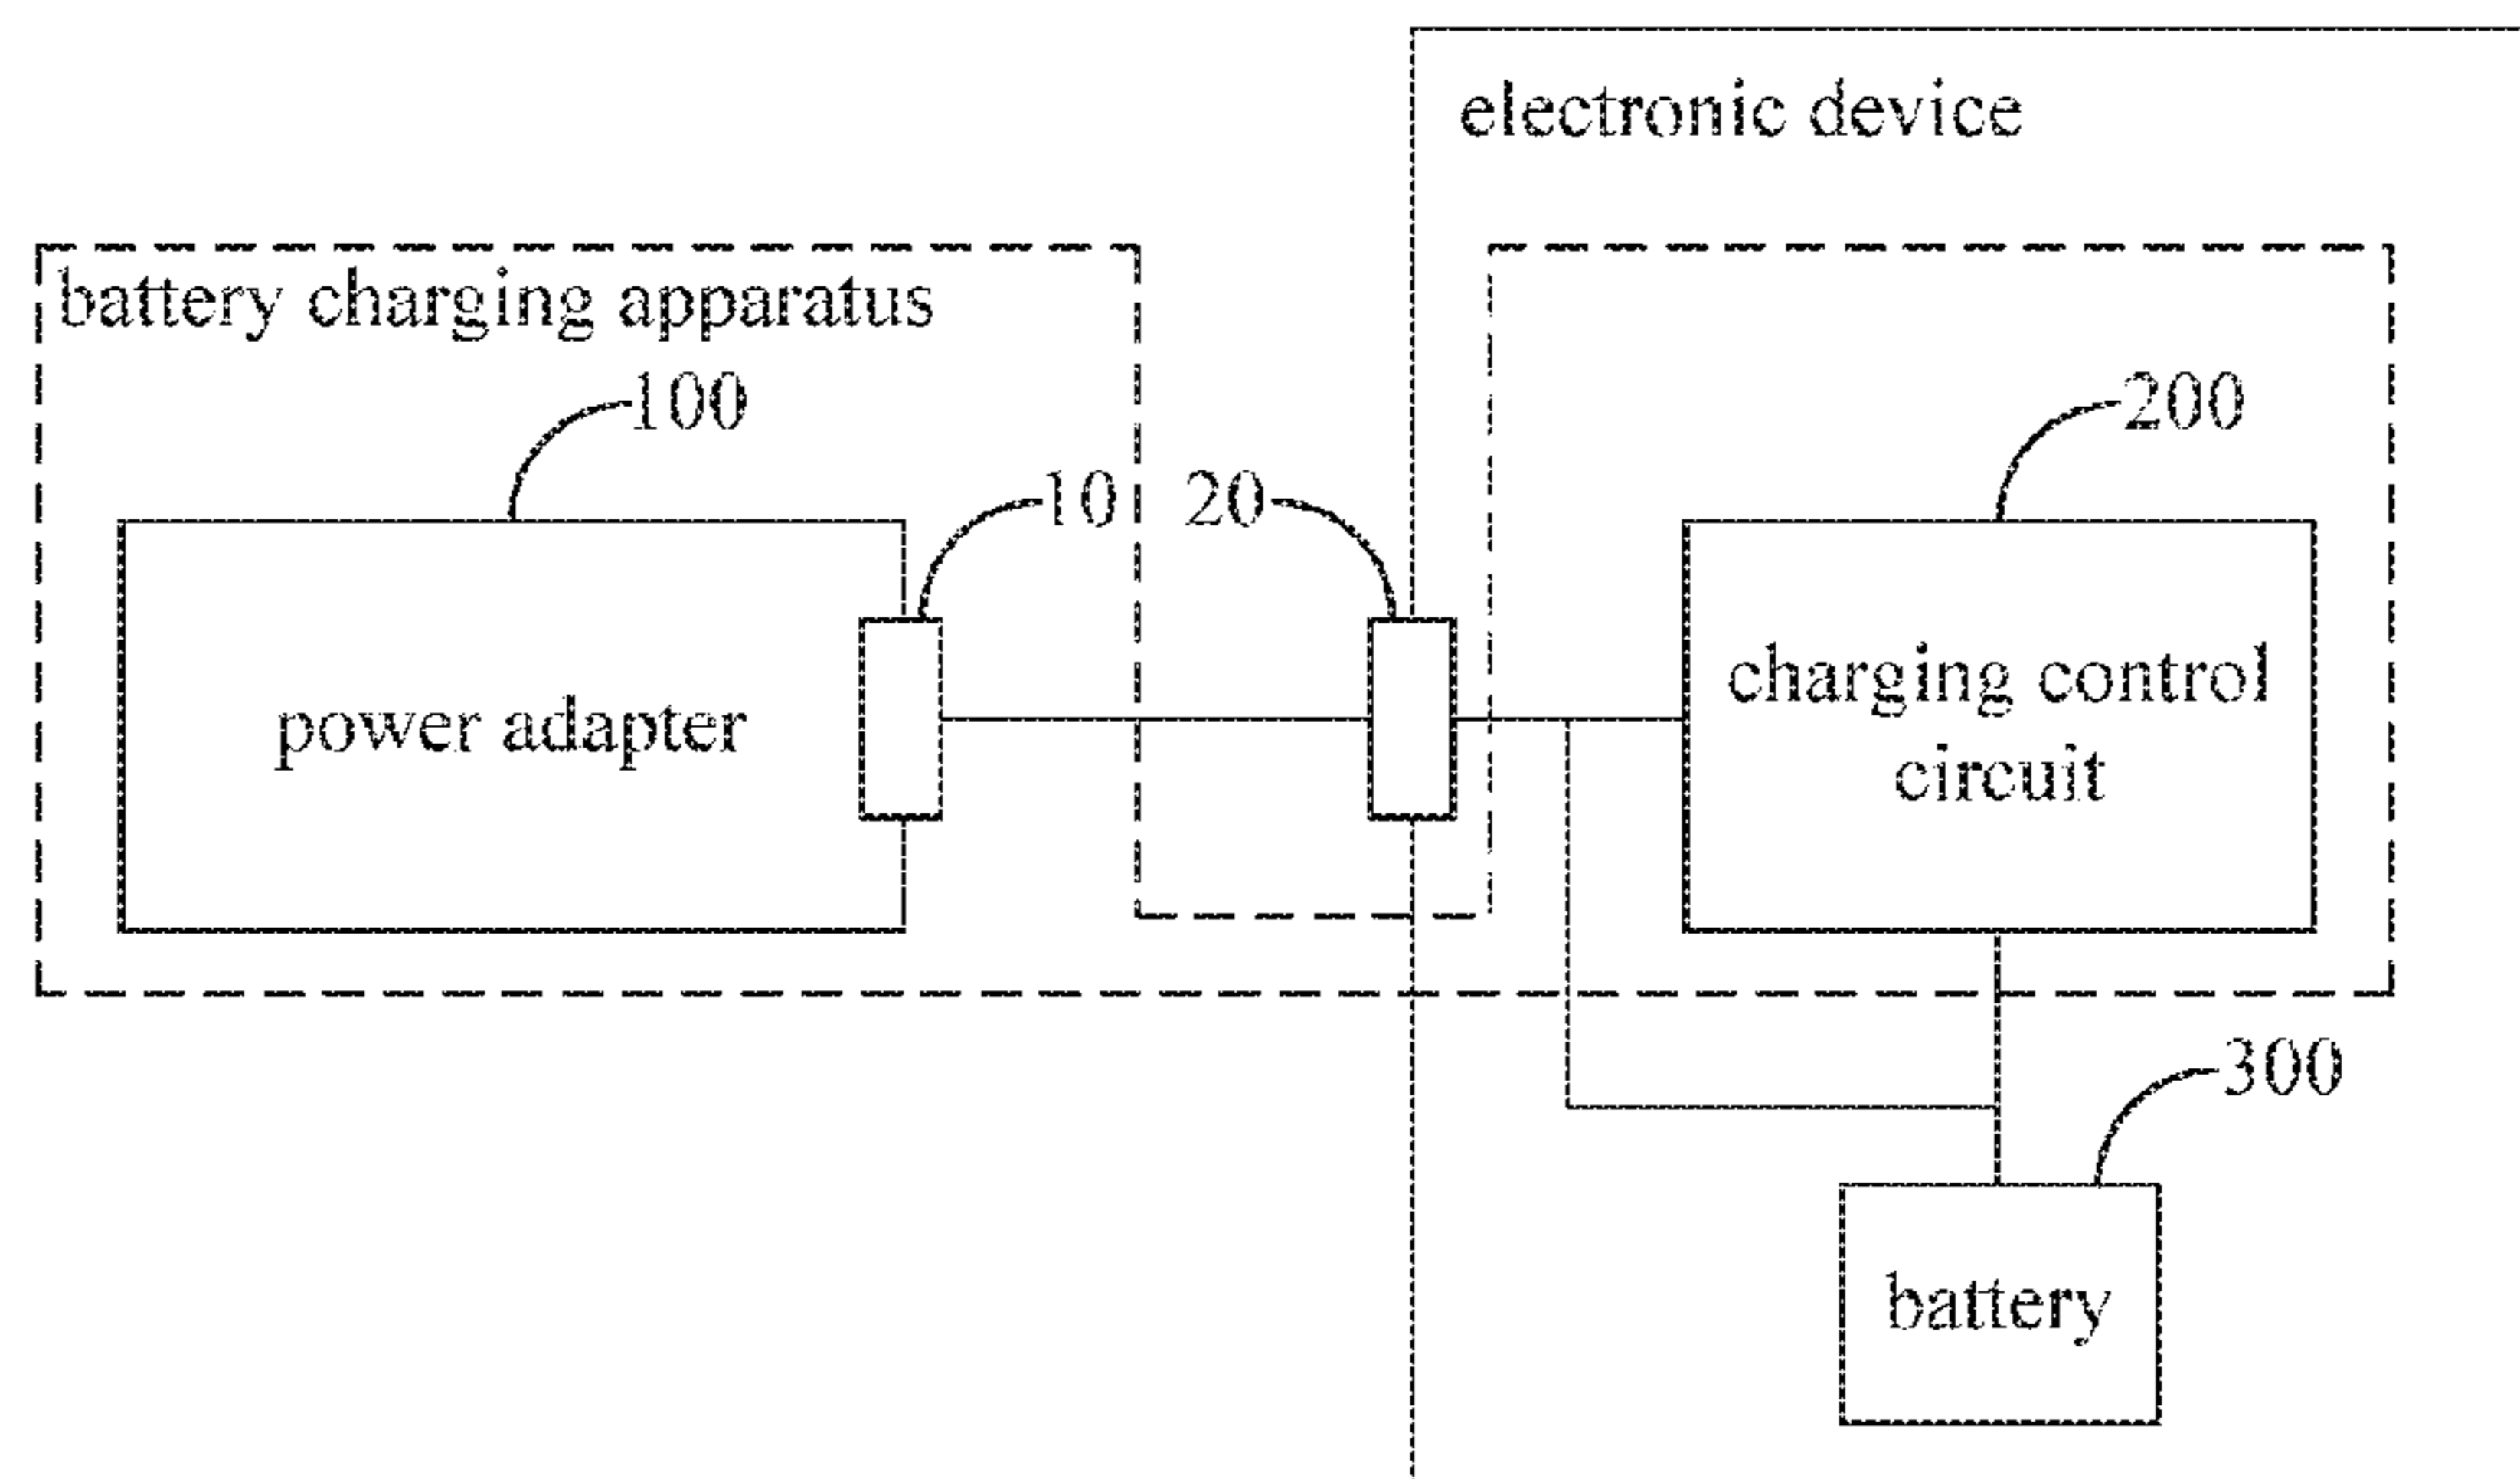 electronic device
battery charging apparatus
100
200
10
20
power adapter
charging control
circuit
300
battery